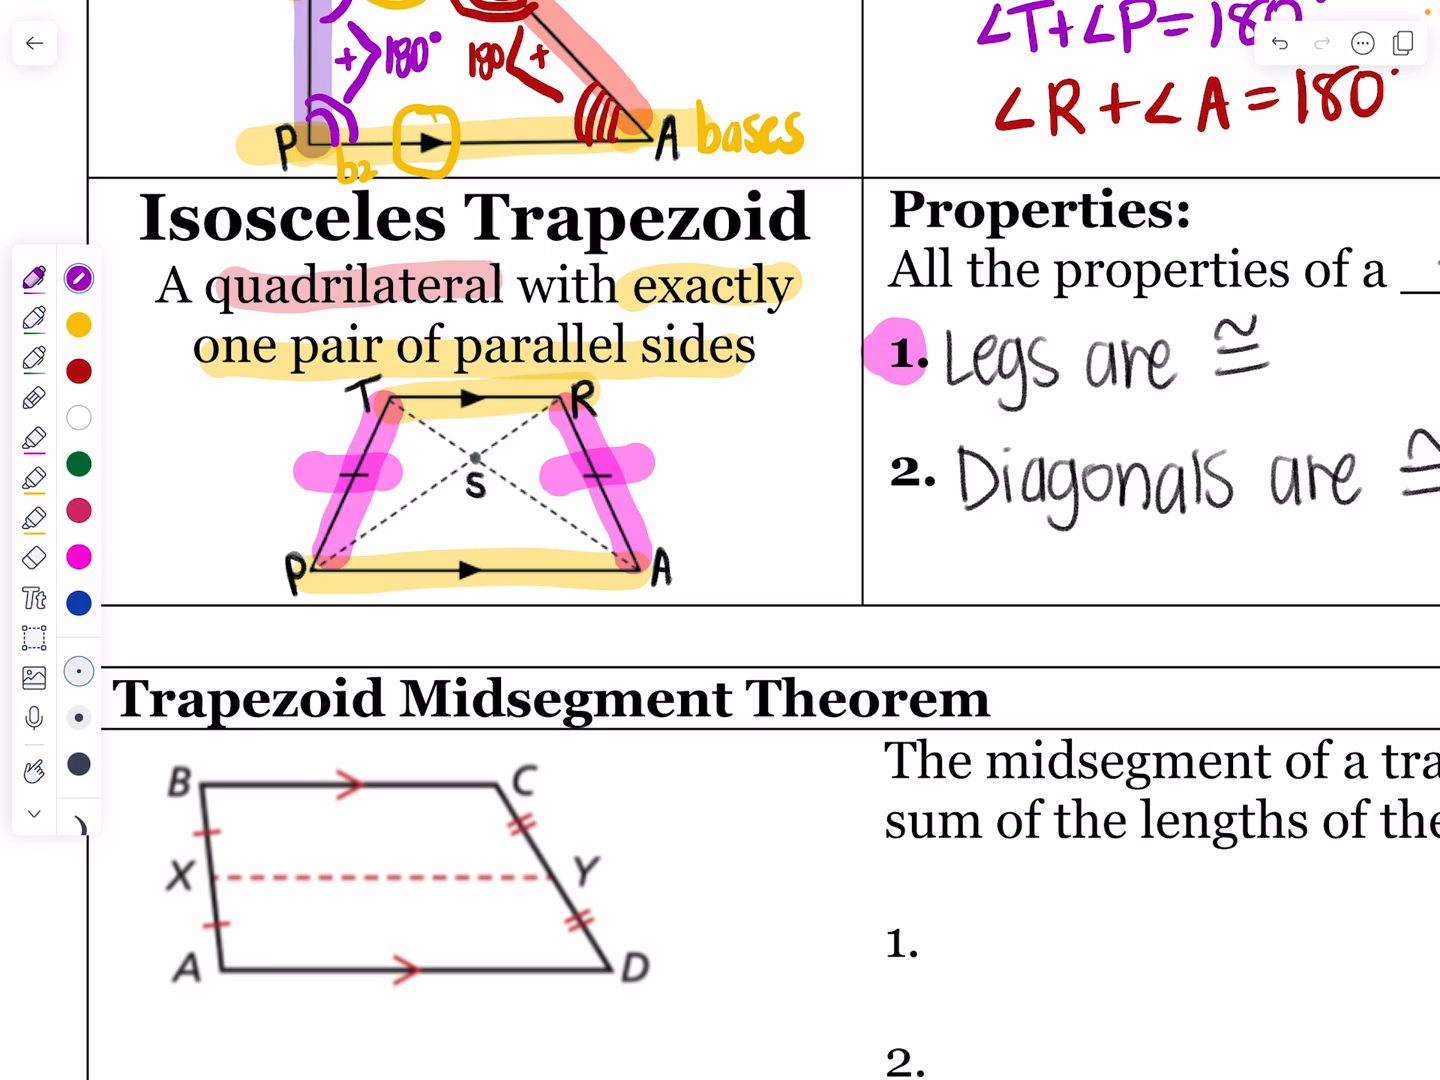 ∠T+∠P=180°
+ 180° 180 +
∠R+∠A=180°
P b2 A bases
Isosceles Trapezoid
A quadrilateral with exactly
one pair of parallel sides
T R
S
P A
Properties:
All the properties of a _
1. Legs are ≅
2. Diagonals are ≅
Tt
Trapezoid Midsegment Theorem
B C
X Y
A D
The midsegment of a tra
sum of the lengths of the
1.
2.